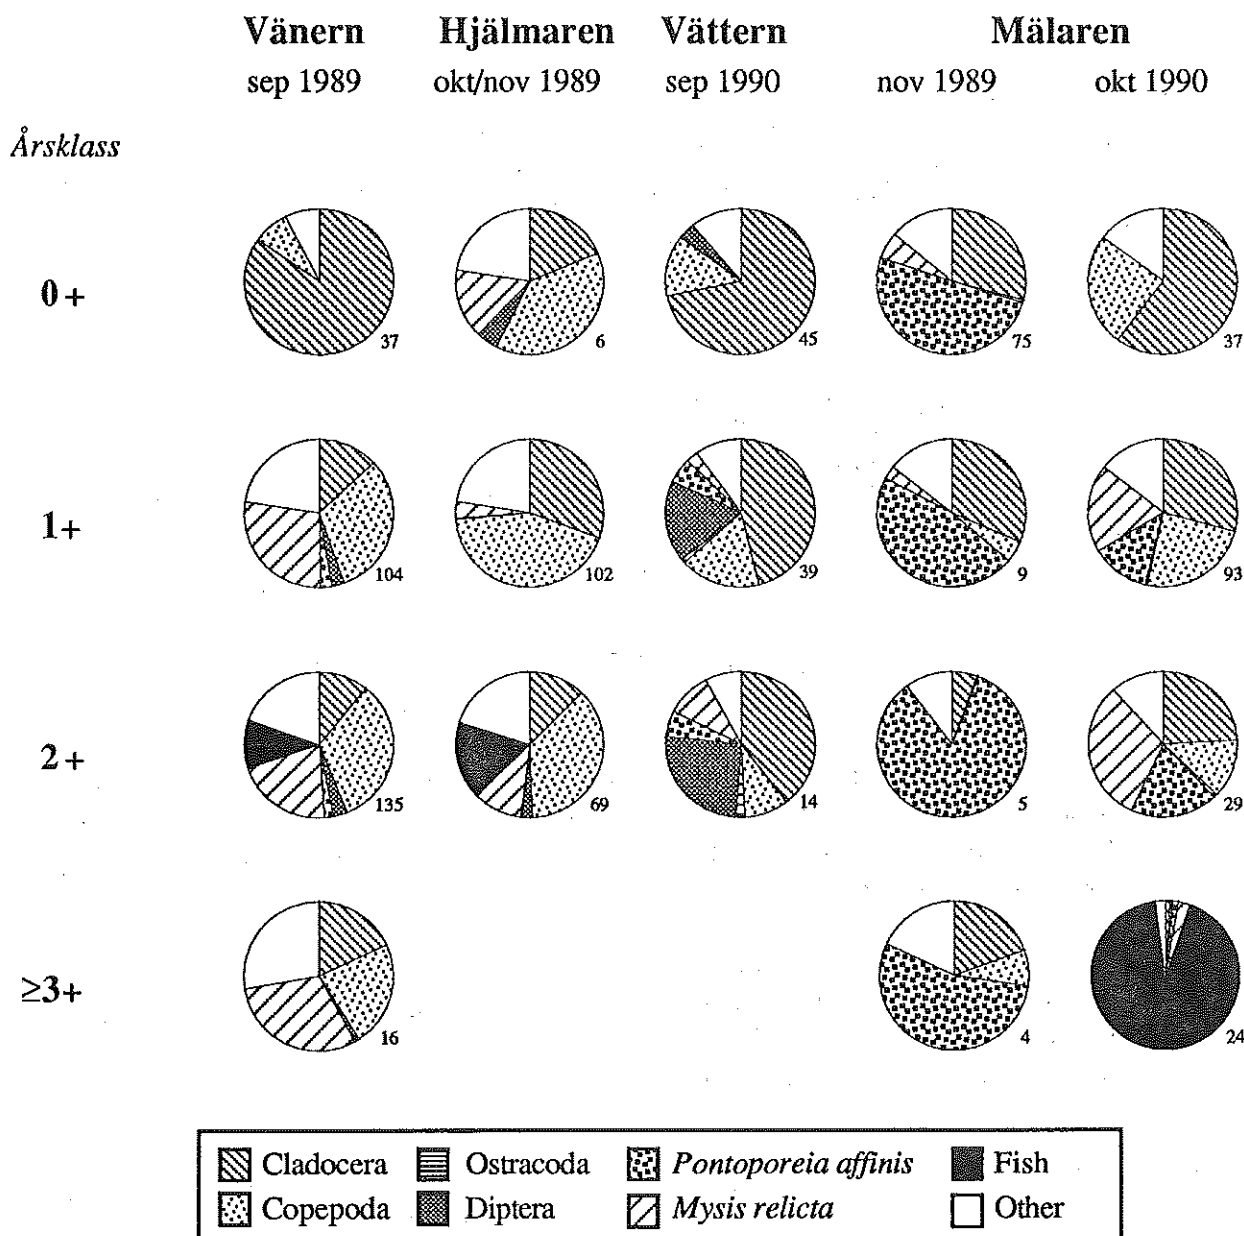 Vänern Hjälmaren Vättern Mälaren
sep 1989 okt/nov 1989 sep 1990 nov 1989 okt 1990
Årsklass
0+
37 6 45 75 37
1+
104 102 39 9 93
2+
135 69 14 5 29
≥3+
16 4 24
Cladocera Ostracoda Pontoporeia affinis Fish
Copepoda Diptera Mysis relicta Other